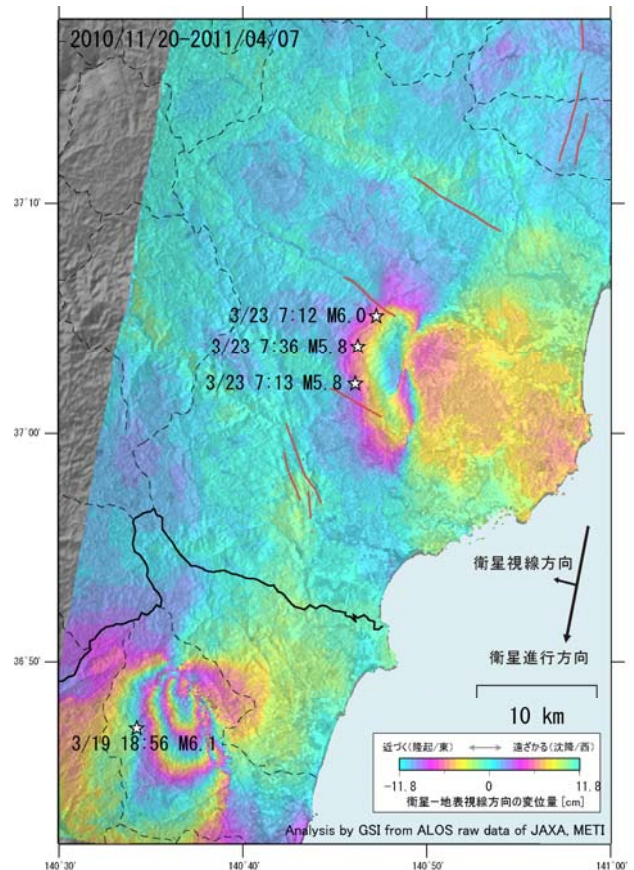 2010/11/20-2011/04/07
37°10'
3/23 7:12 M6.0
3/23 7:36 M5.8
3/23 7:13 M5.8
37°00'
衛星視線方向
衛星進行方向
36°50'
10 km
3/19 18:56 M6.1
近づく(隆起/東)
遠ざかる(沈降/西)
-11.8 0 11.8
衛星ー地表視線方向の変位量 [cm]
Analysis by GSI from ALOS raw data of JAXA, METI
140°30' 140°40' 140°50' 141°00'